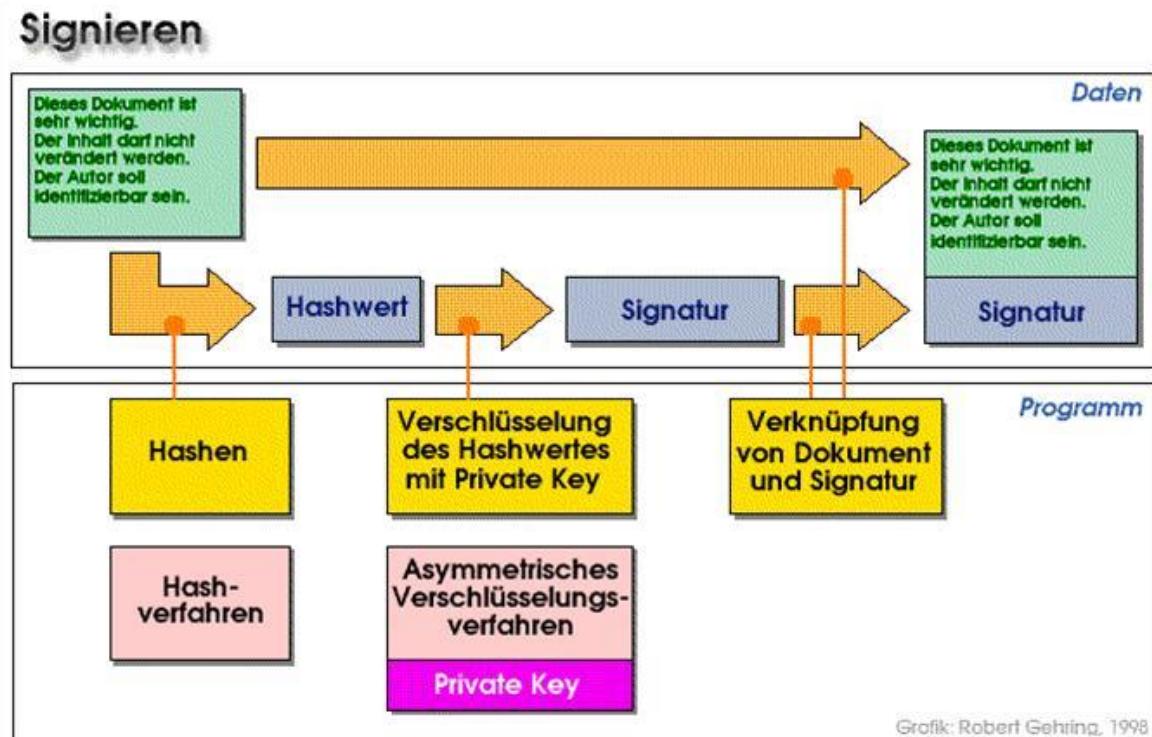 Signieren
Daten
Dieses Dokument ist
sehr wichtig.
Der Inhalt darf nicht
verändert werden.
Der Autor soll
identifizierbar sein.
Dieses Dokument ist
sehr wichtig.
Der Inhalt darf nicht
verändert werden.
Der Autor soll
identifizierbar sein.
Hashwert
Signatur
Signatur
Programm
Hashen
Verschlüsselung
des Hashwertes
mit Private Key
Verknüpfung
von Dokument
und Signatur
Hash-
verfahren
Asymmetrisches
Verschlüsselungs-
verfahren
Private Key
Grafik: Robert Gehring, 1998